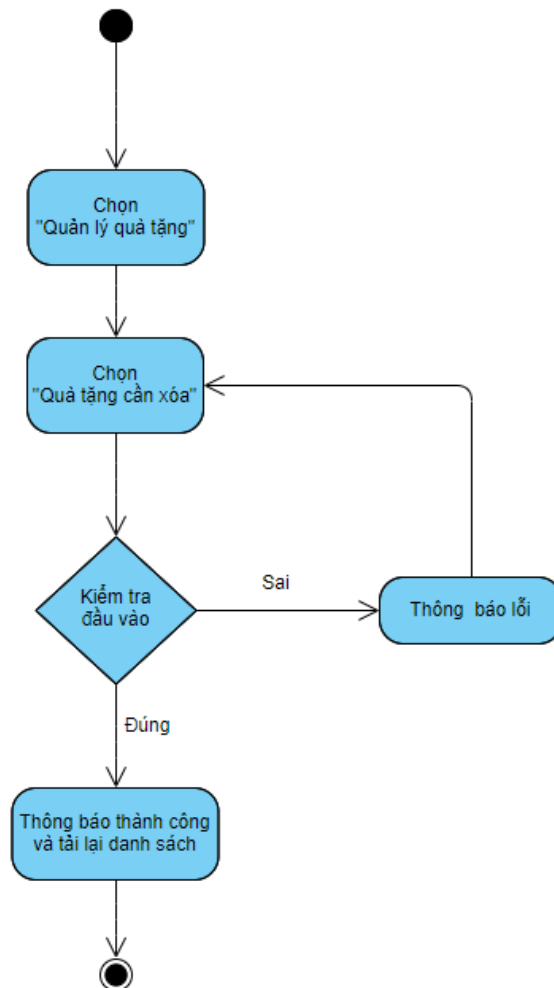 Chọn
"Quản lý quà tặng"
Chọn
"Quà tặng cần xóa"
Kiểm tra
đầu vào
Sai
Thông  báo lỗi
Đúng
Thông báo thành công
và tải lại danh sách